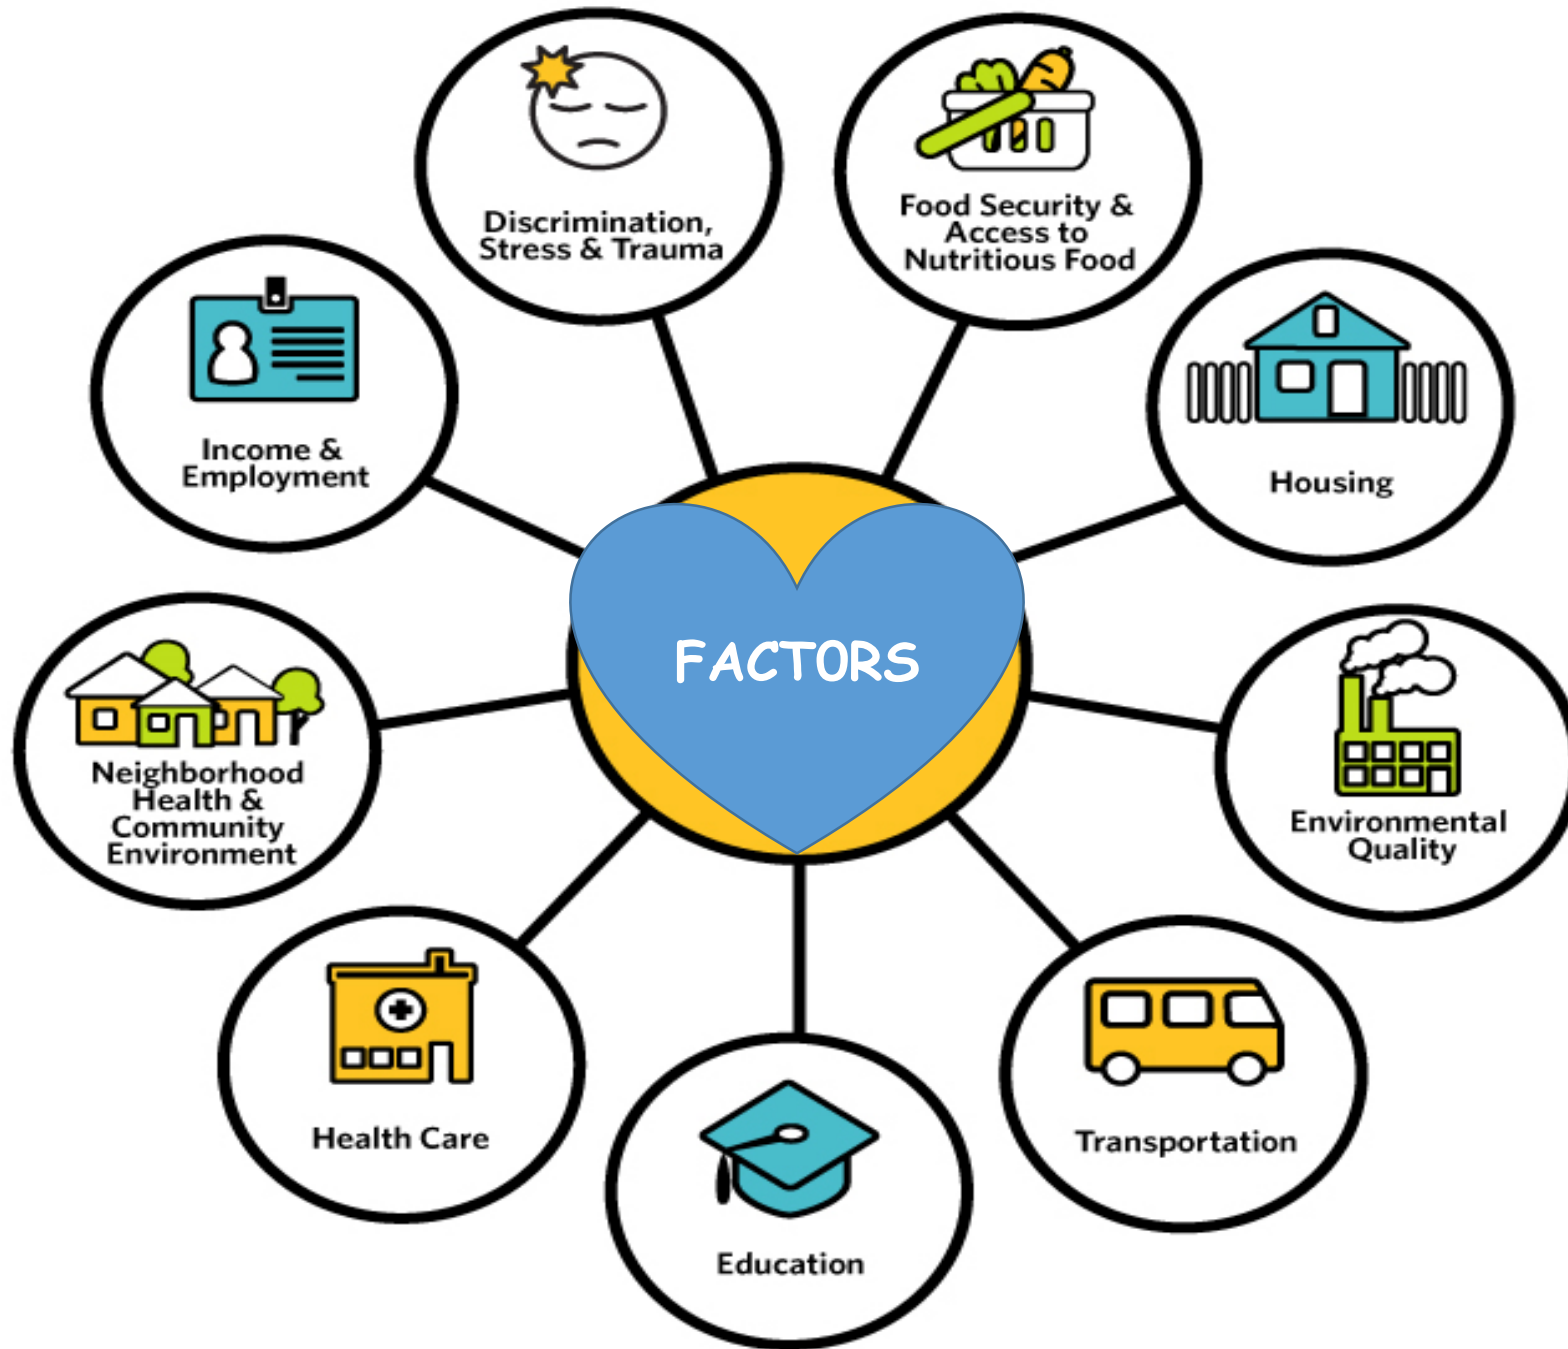 Discrimination,
Stress & Trauma
Food Security &
Access to
Nutritious Food
Income &
Employment
Housing
FACT0RS
Neighborhood
Health &
Community
Environment
Environmental
Quality
Health Care
Transportation
Education